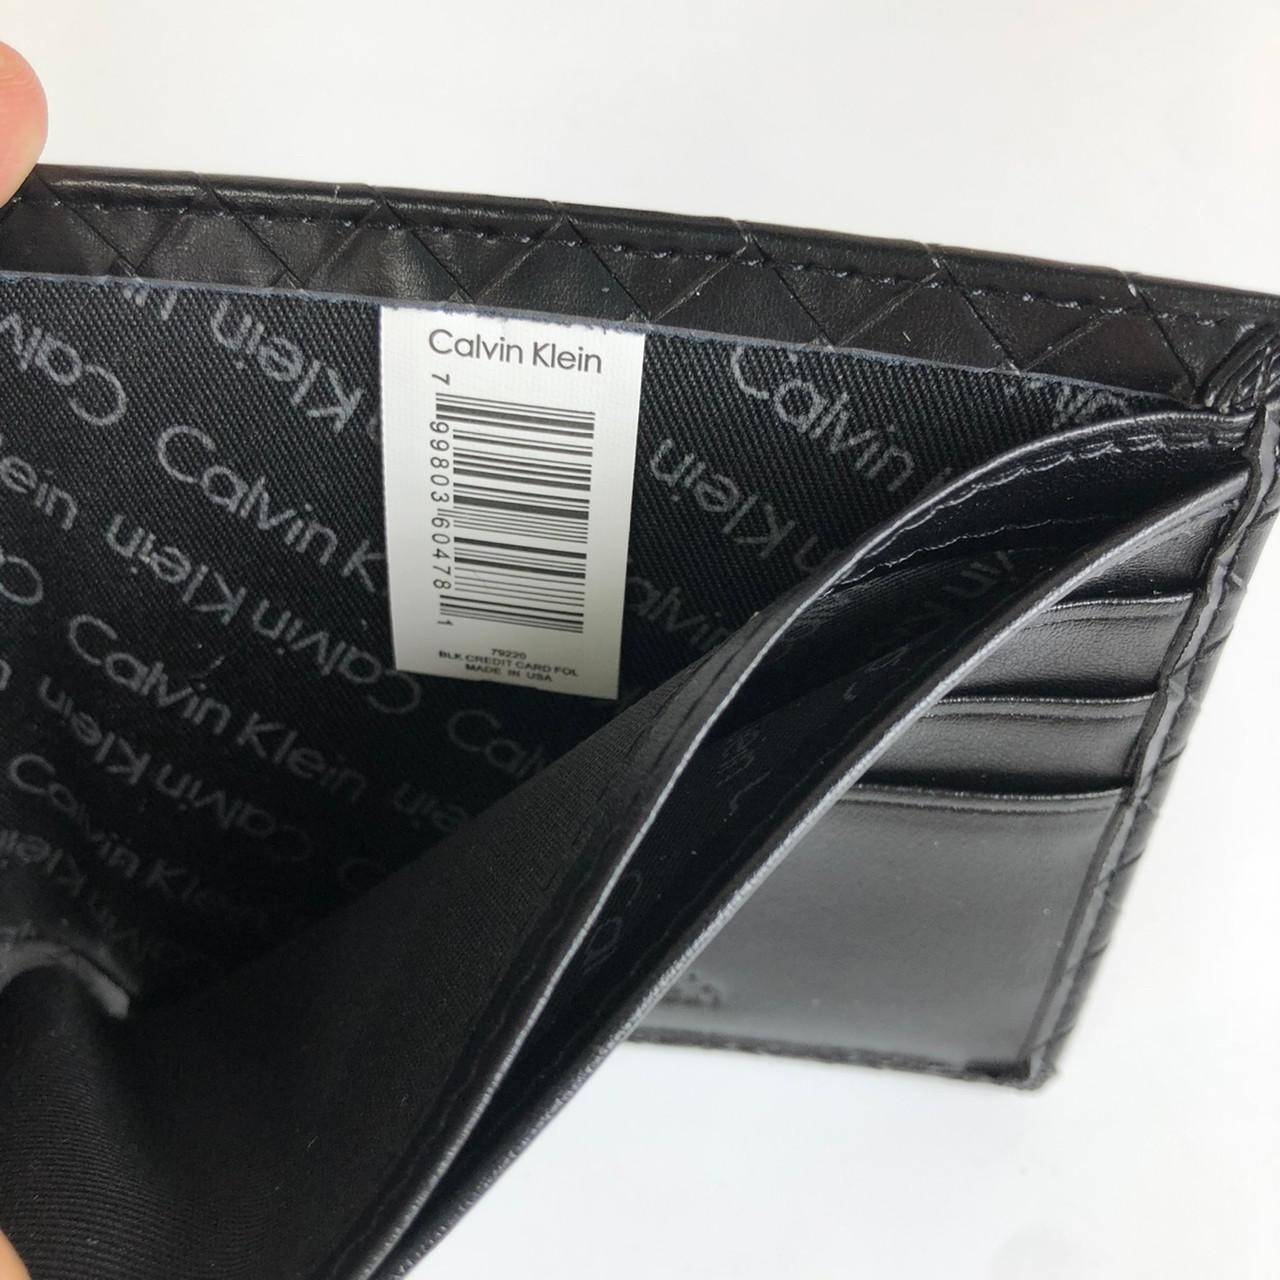 Calvin Klein
7 99803 60478 1
79220
BLK CREDIT CARD FOL
MADE IN USA
Calvin Klein
Calvin Klein
Calvin Klein
Calvin Klein
Calvin Klein